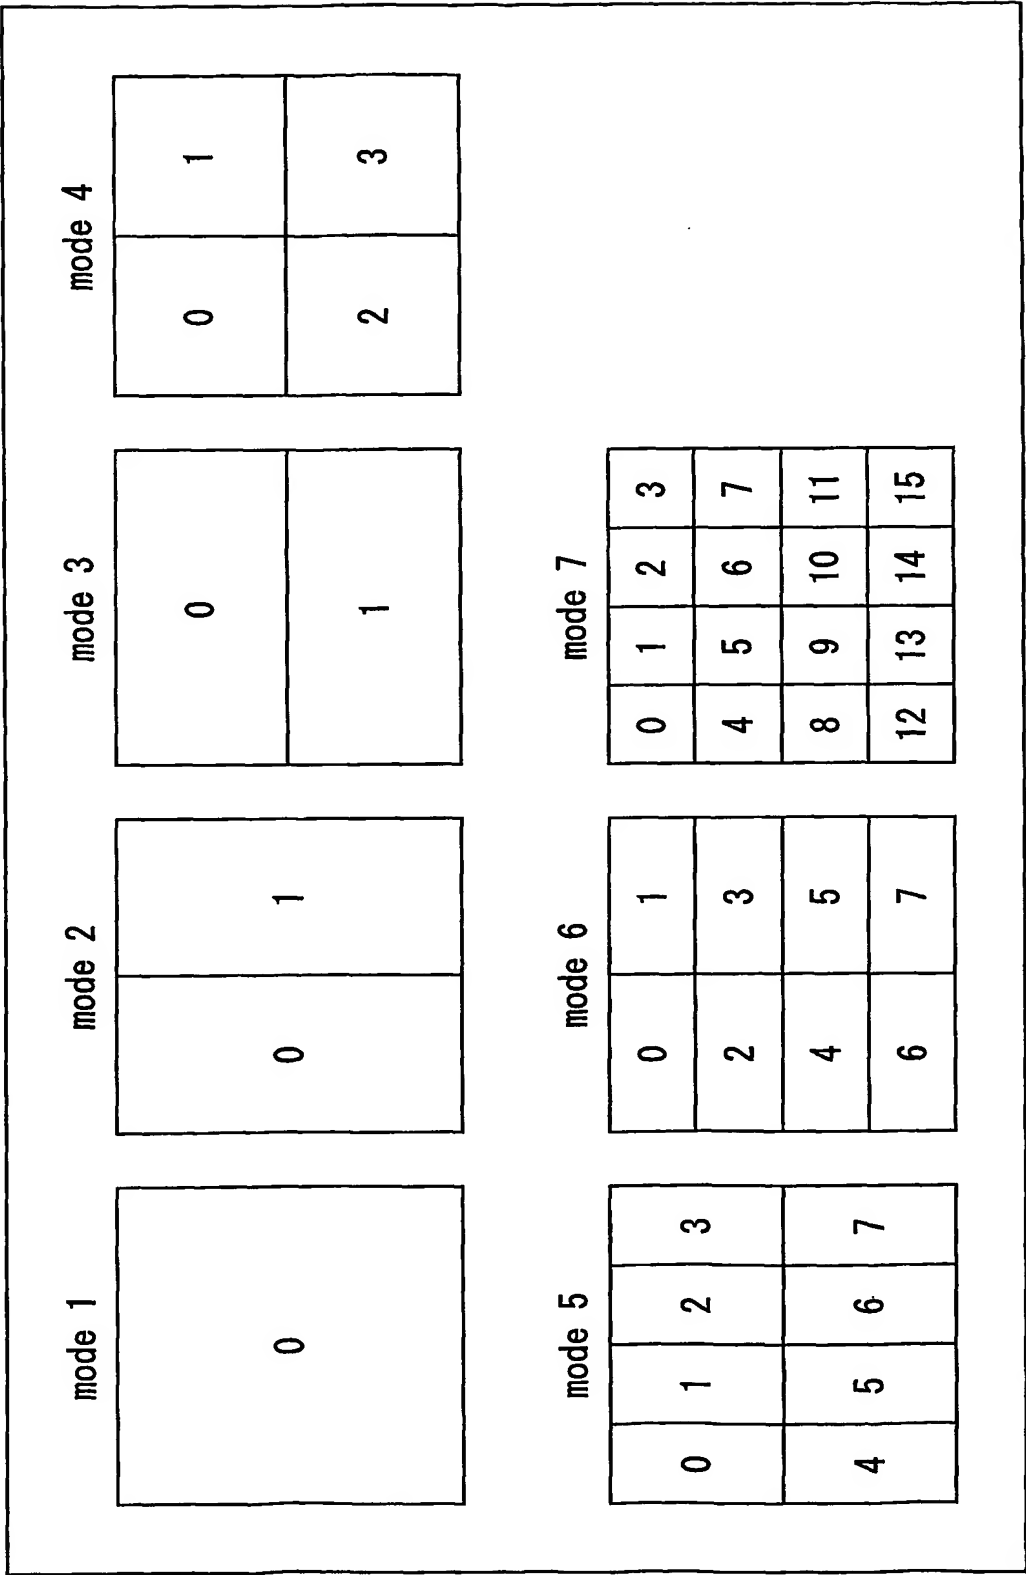 mode 1
0
mode 2
0 1
mode 3
0
1
mode 4
0 1
2 3
mode 5
0 1 2 3
4 5 6 7
mode 6
0 1
2 3
4 5
6 7
mode 7
0 1 2 3
4 5 6 7
8 9 10 11
12 13 14 15